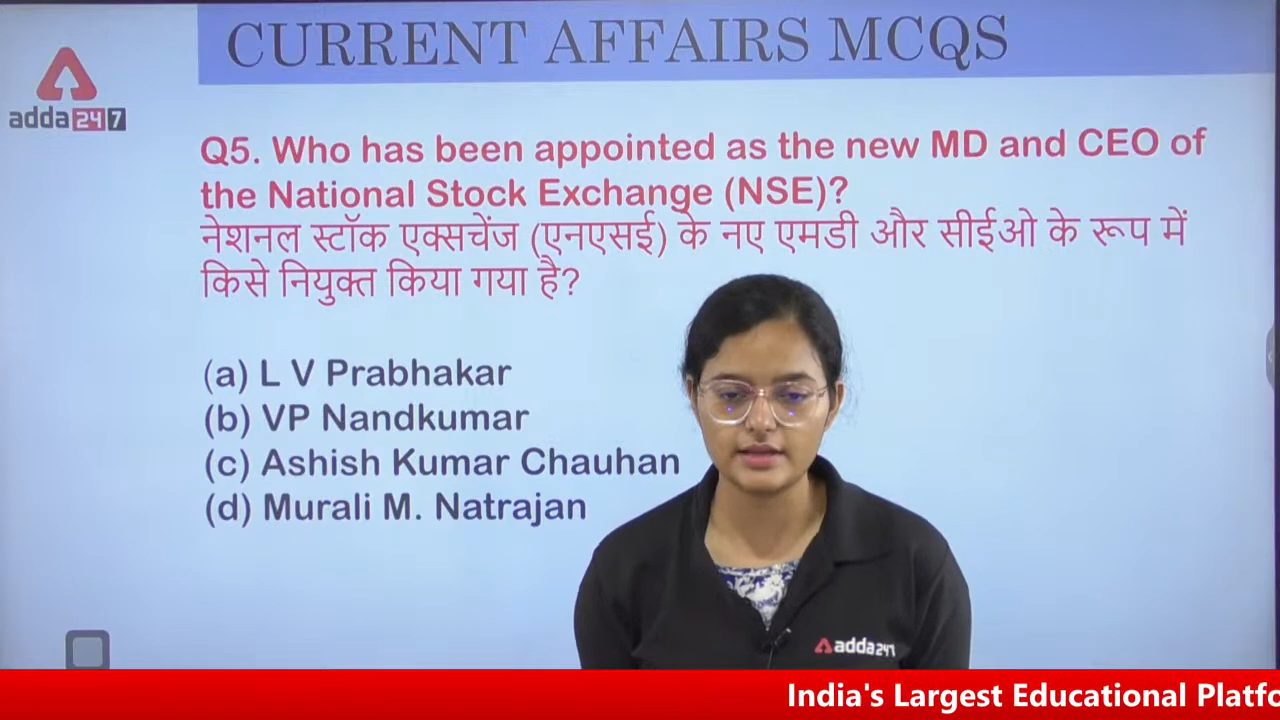 CURRENT AFFAIRS MCQS
adda247
Q5. Who has been appointed as the new MD and CEO of
the National Stock Exchange (NSE)?
नेशनल स्टॉक एक्सचेंज (एनएसई) के नए एमडी और सीईओ के रूप में
किसे नियुक्त किया गया है?
(a) L V Prabhakar
(b) VP Nandkumar
(c) Ashish Kumar Chauhan
(d) Murali M. Natrajan
adda247
India's Largest Educational Platfo